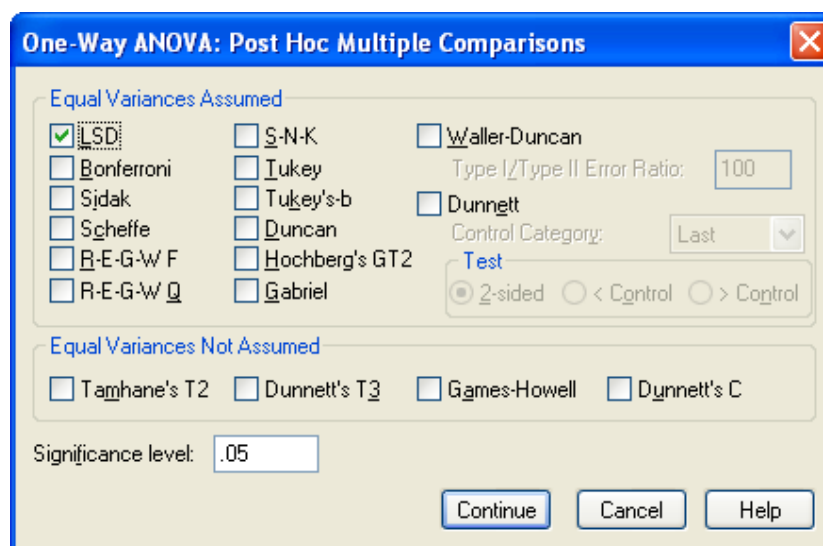 One-Way ANOVA: Post Hoc Multiple Comparisons
Equal Variances Assumed
LSD S-N-K Waller-Duncan
Bonferroni Tukey Type I/Type II Error Ratio: 100
Sidak Tukey's-b Dunnett
Scheffe Duncan Control Category: Last
R-E-G-W F Hochberg's GT2 Test
R-E-G-W Q Gabriel 2-sided < Control > Control
Equal Variances Not Assumed
Tamhane's T2 Dunnett's T3 Games-Howell Dunnett's C
Significance level: .05
Continue Cancel Help